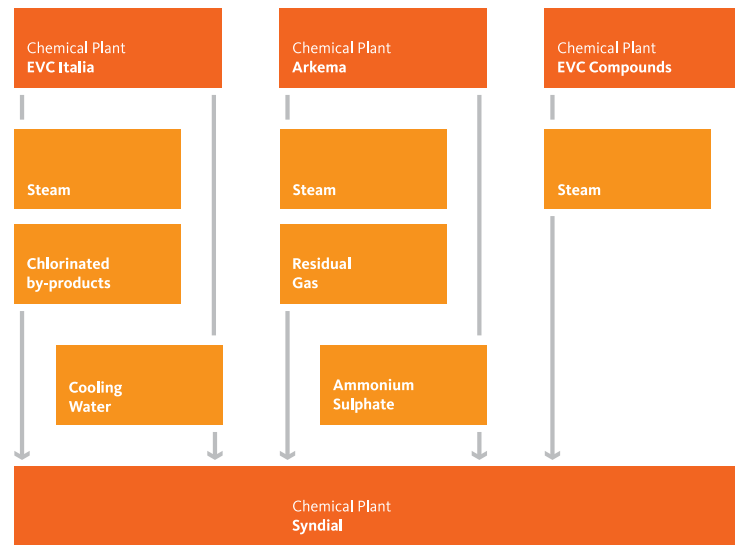 Chemical Plant
EVC Italia
Chemical Plant
Arkema
Chemical Plant
EVC Compounds
Steam
Steam
Steam
Chlorinated
by-products
Residual
Gas
Cooling
Water
Ammonium
Sulphate
Chemical Plant
Syndial